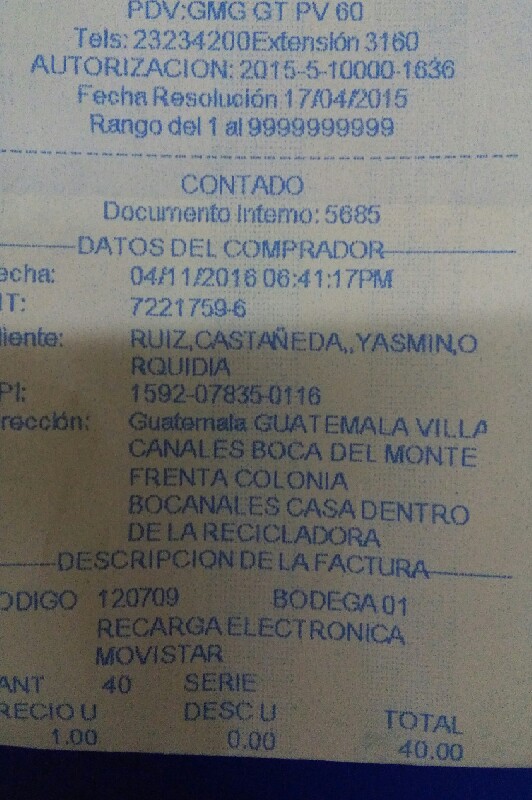 PDV:GMG GT PV 60
Tels: 23234200Extensión 3160
AUTORIZACION: 2015-5-10000-1636
Fecha Resolución 17/04/2015
Rango del 1 al 9999999999
CONTADO
Documento Interno: 5685
DATOS DEL COMPRADOR
echa: 04/11/2016 06:41:17PM
IT: 7221759-6
liente: RUIZ,CASTAÑEDA,,YASMIN,O
RQUIDIA
PI: 1592-07835-0116
rección: Guatemala GUATEMALA VILLA
CANALES BOCA DEL MONTE
FRENTA COLONIA
BOCANALES CASA DENTRO
DE LA RECICLADORA
DESCRIPCION DE LA FACTURA
ODIGO 120709 BODEGA 01
RECARGA ELECTRONICA
MOVISTAR
ANT 40 SERIE
RECIO U DESC U TOTAL
1.00 0.00 40.00